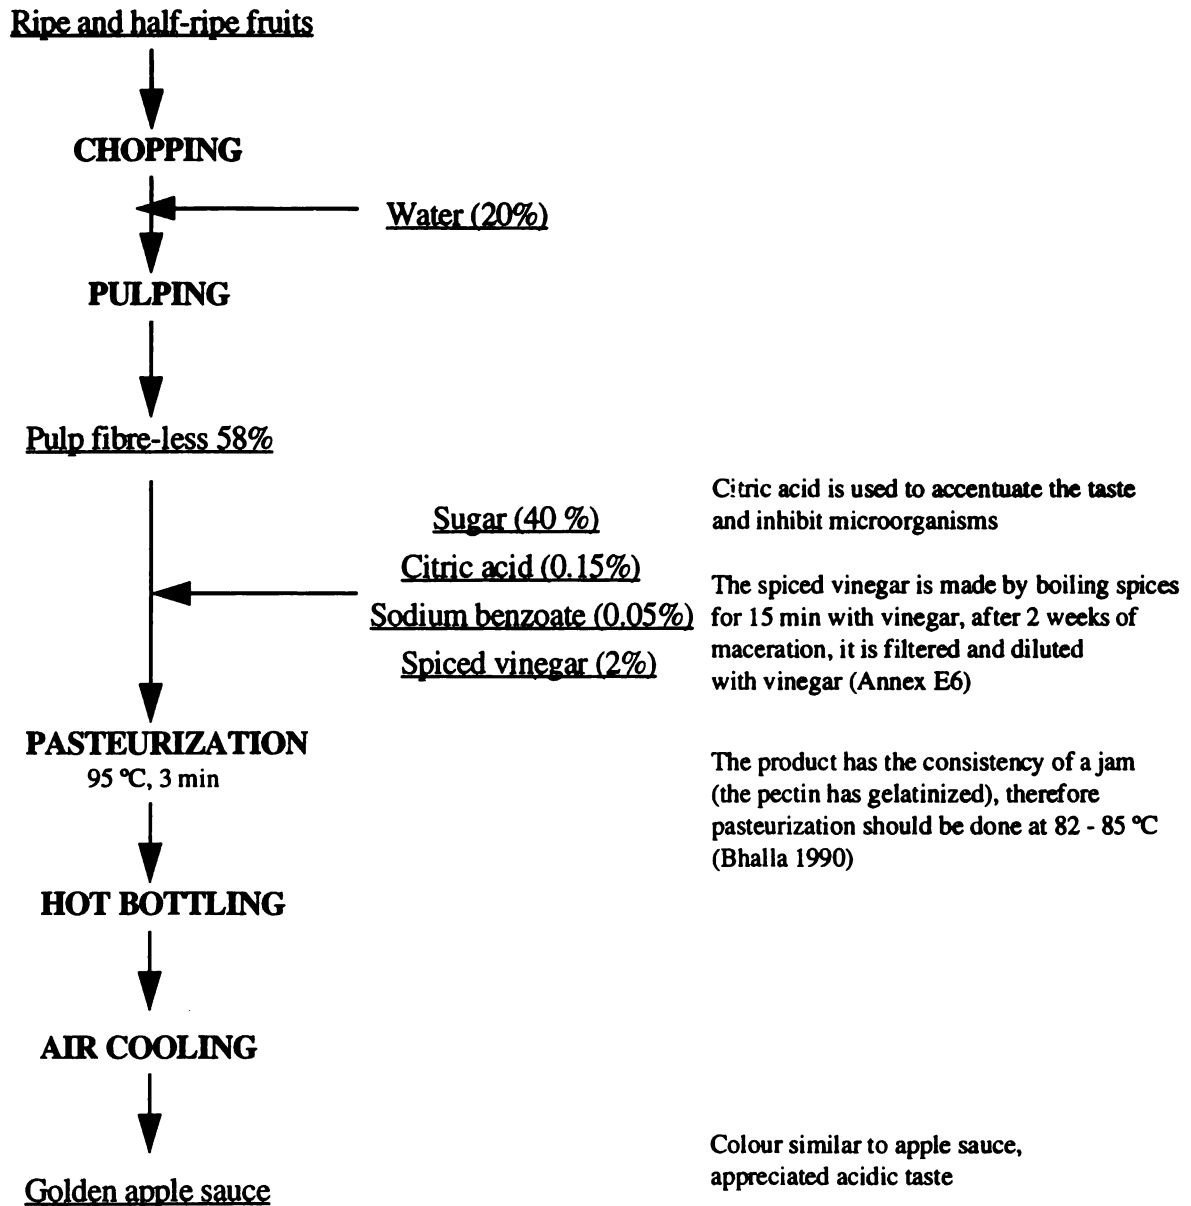 Ripe and half-ripe fruits
CHOPPING
Water (20%)
PULPING
Pulp fibre-less 58%
Sugar (40 %)
Citric acid (0.15%)
Sodium benzoate (0.05%)
Spiced vinegar (2%)
Citric acid is used to accentuate the taste
and inhibit microorganisms
The spiced vinegar is made by boiling spices
for 15 min with vinegar, after 2 weeks of
maceration, it is filtered and diluted
with vinegar (Annex E6)
PASTEURIZATION
95 °C, 3 min
The product has the consistency of a jam
(the pectin has gelatinized), therefore
pasteurization should be done at 82 - 85 °C
(Bhalla 1990)
HOT BOTTLING
AIR COOLING
Golden apple sauce
Colour similar to apple sauce,
appreciated acidic taste